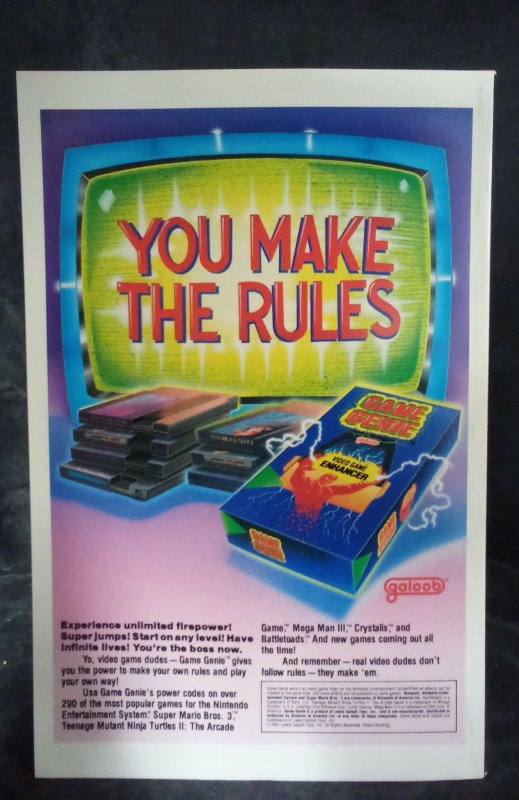 YOU MAKE
THE RULES
GAME
GENIE
VIDEO GAME
ENHANCER
GAME
GENIE
GAME
GENIE
galoob®
Experience unlimited firepower!
Super jumps! Start on any level! Have
infinite lives! You're the boss now.
Yo, video game dudes — Game Genie™ gives
you the power to make your own rules and play
your own way!
Use Game Genie's power codes on over
290 of the most popular games for the Nintendo
Entertainment System®. Super Mario Bros. 3,™
Teenage Mutant Ninja Turtles II: The Arcade
Game,™ Mega Man III,™ Crystalis,™ and
Battletoads.™ And new games coming out all
the time!
And remember — real video dudes don't
follow rules — they make 'em.